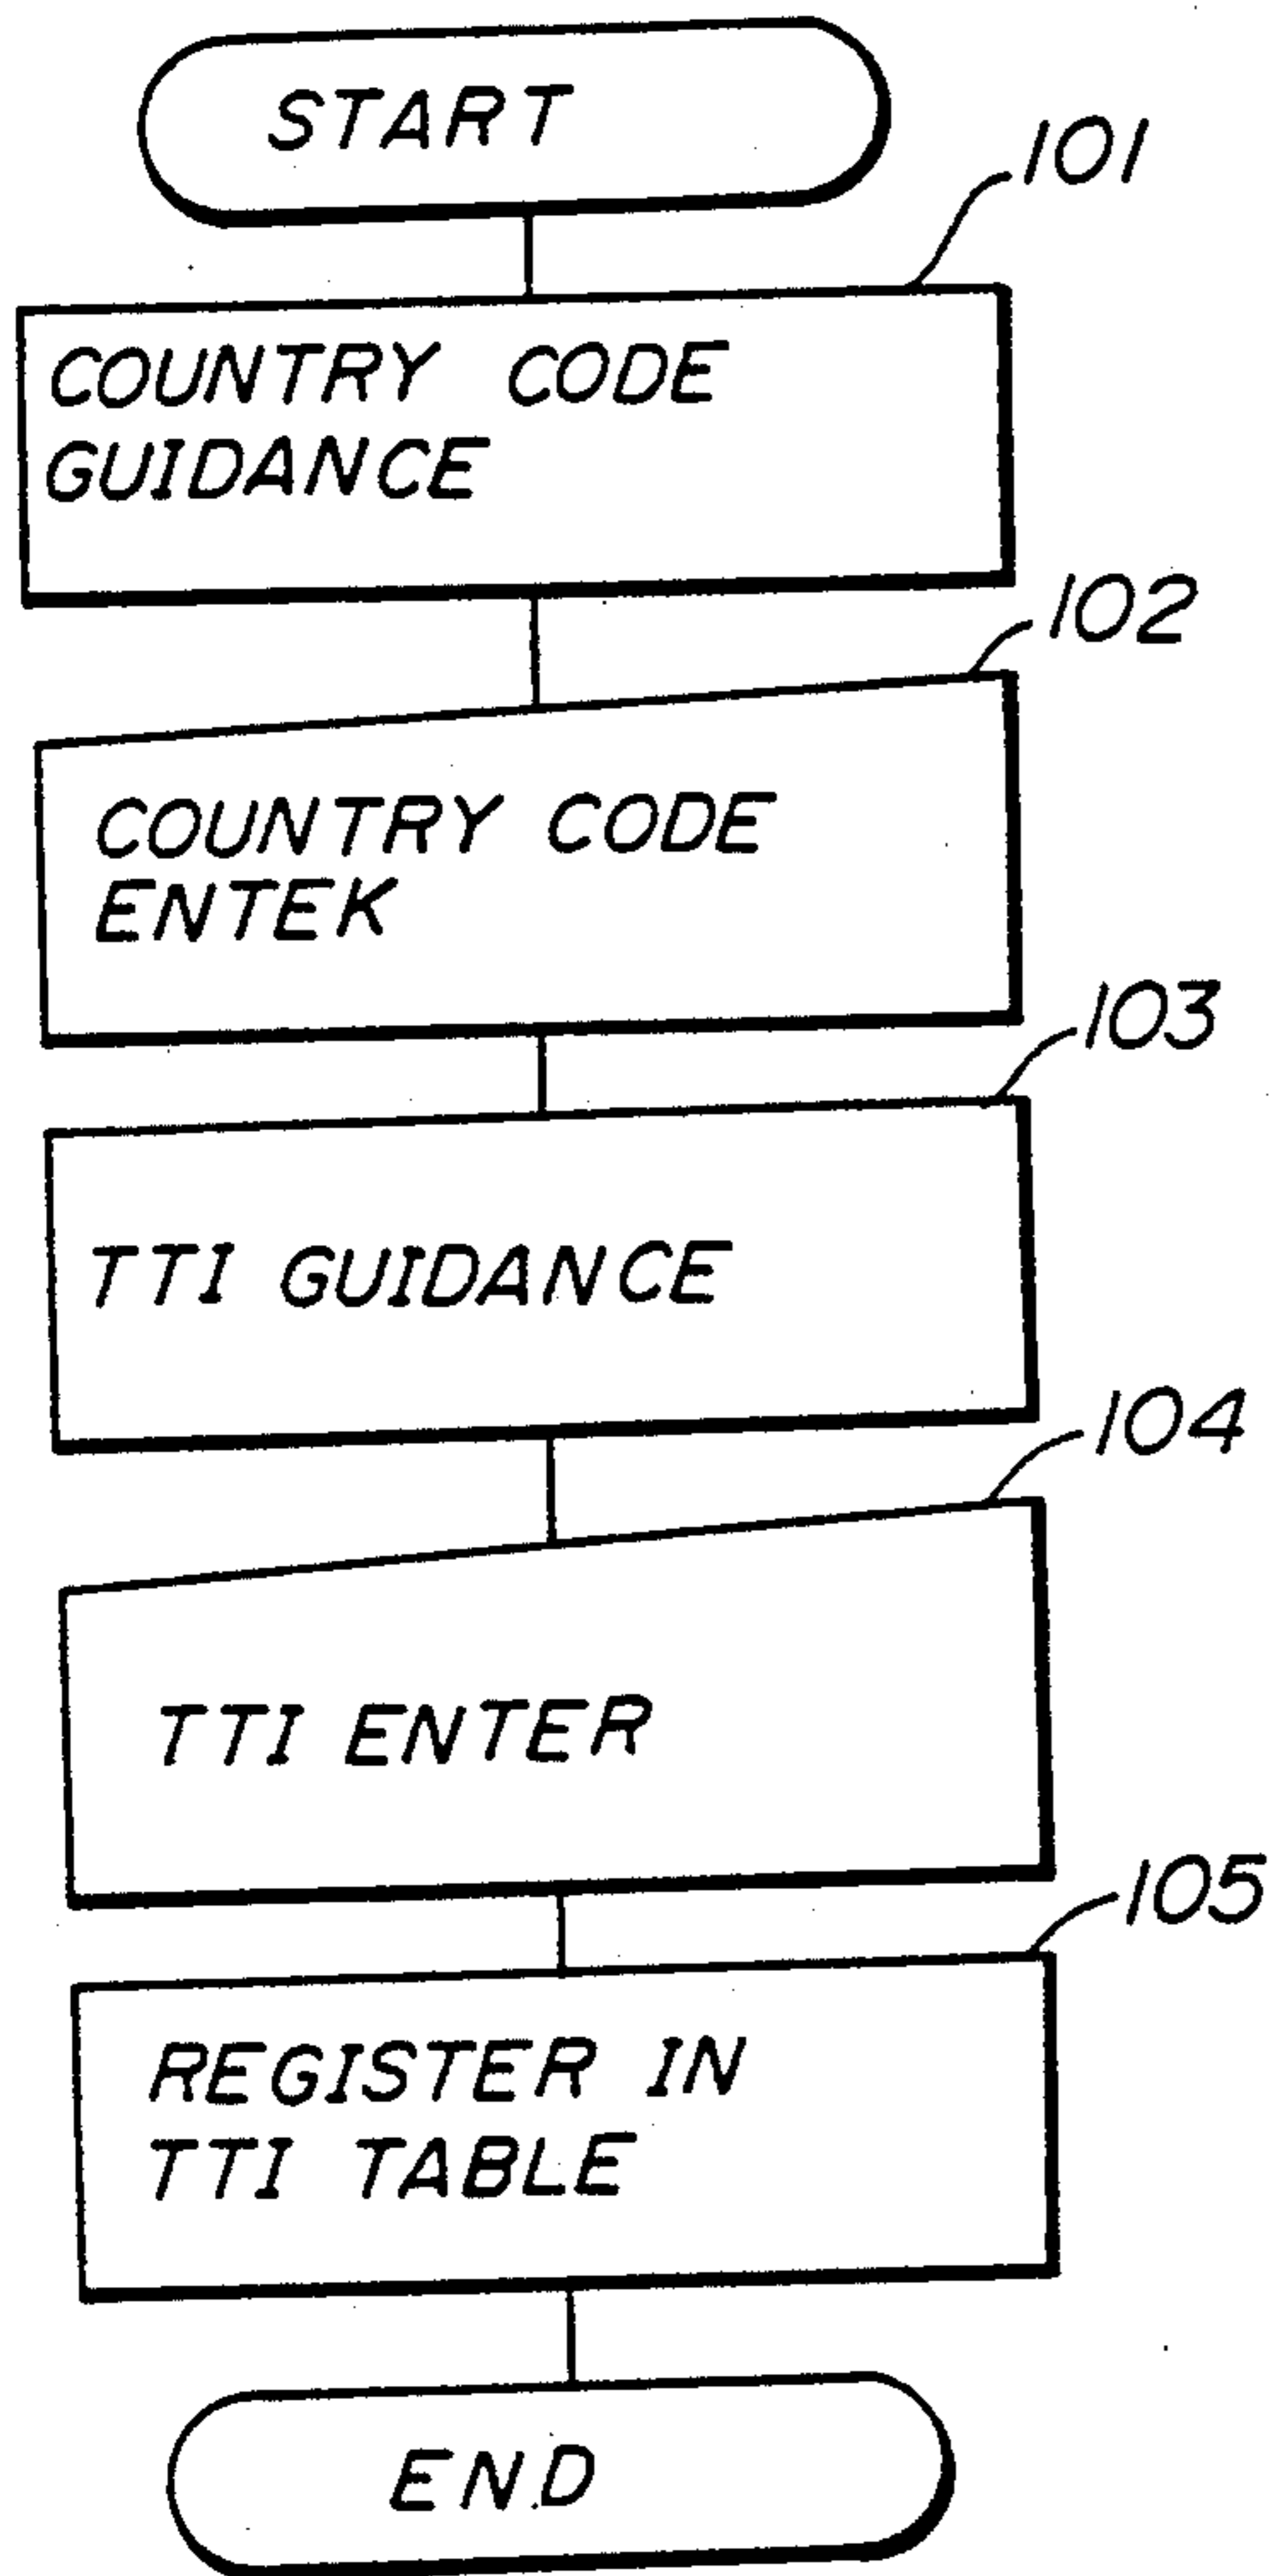 START
101
COUNTRY CODE
GUIDANCE
102
COUNTRY CODE
ENTEK
103
TTI GUIDANCE
104
TTI ENTER
105
REGISTER IN
TTI TABLE
END